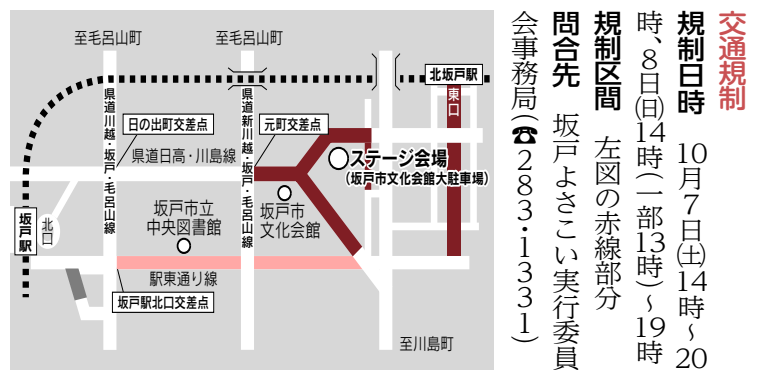 交通規制
規制日時　10月7日㈯14時～20
時、8日㈰14時(一部13時)～19時
規制区間　左図の赤線部分
問合先　坂戸よさこい実行委員
会事務局(☎283・1331)
至毛呂山町
至毛呂山町
北坂戸駅
東口
県道川越・坂戸・毛呂山線
日の出町交差点
県道新川越・坂戸・毛呂山線
元町交差点
県道日高・川島線
ステージ会場
(坂戸市文化会館大駐車場)
坂戸駅
北口
坂戸市立
中央図書館
坂戸市
文化会館
駅東通り線
坂戸駅北口交差点
至川島町